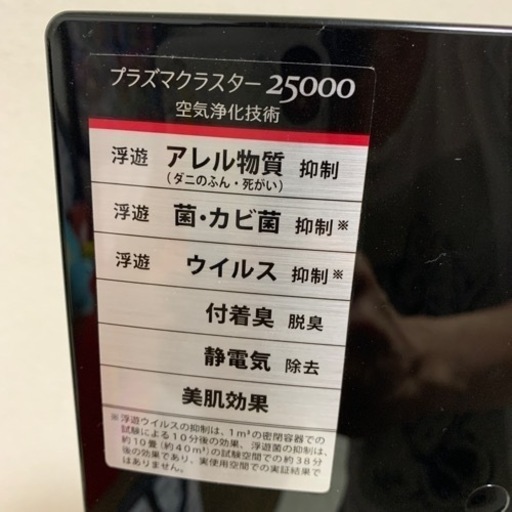 プラズマクラスター25000
空気浄化技術
浮遊 アレル物質 抑制
(ダニのふん・死がい)
浮遊 菌・カビ菌 抑制※
浮遊 ウイルス 抑制※
付着臭 脱臭
静電気 除去
美肌効果
※浮遊ウイルスの抑制は、1m³の密閉容器での
試験による10分後の効果、浮遊菌の抑制は、
約10畳(約40m³)の試験空間での約38分
後の効果であり、実使用空間での実証結果で
はありません。